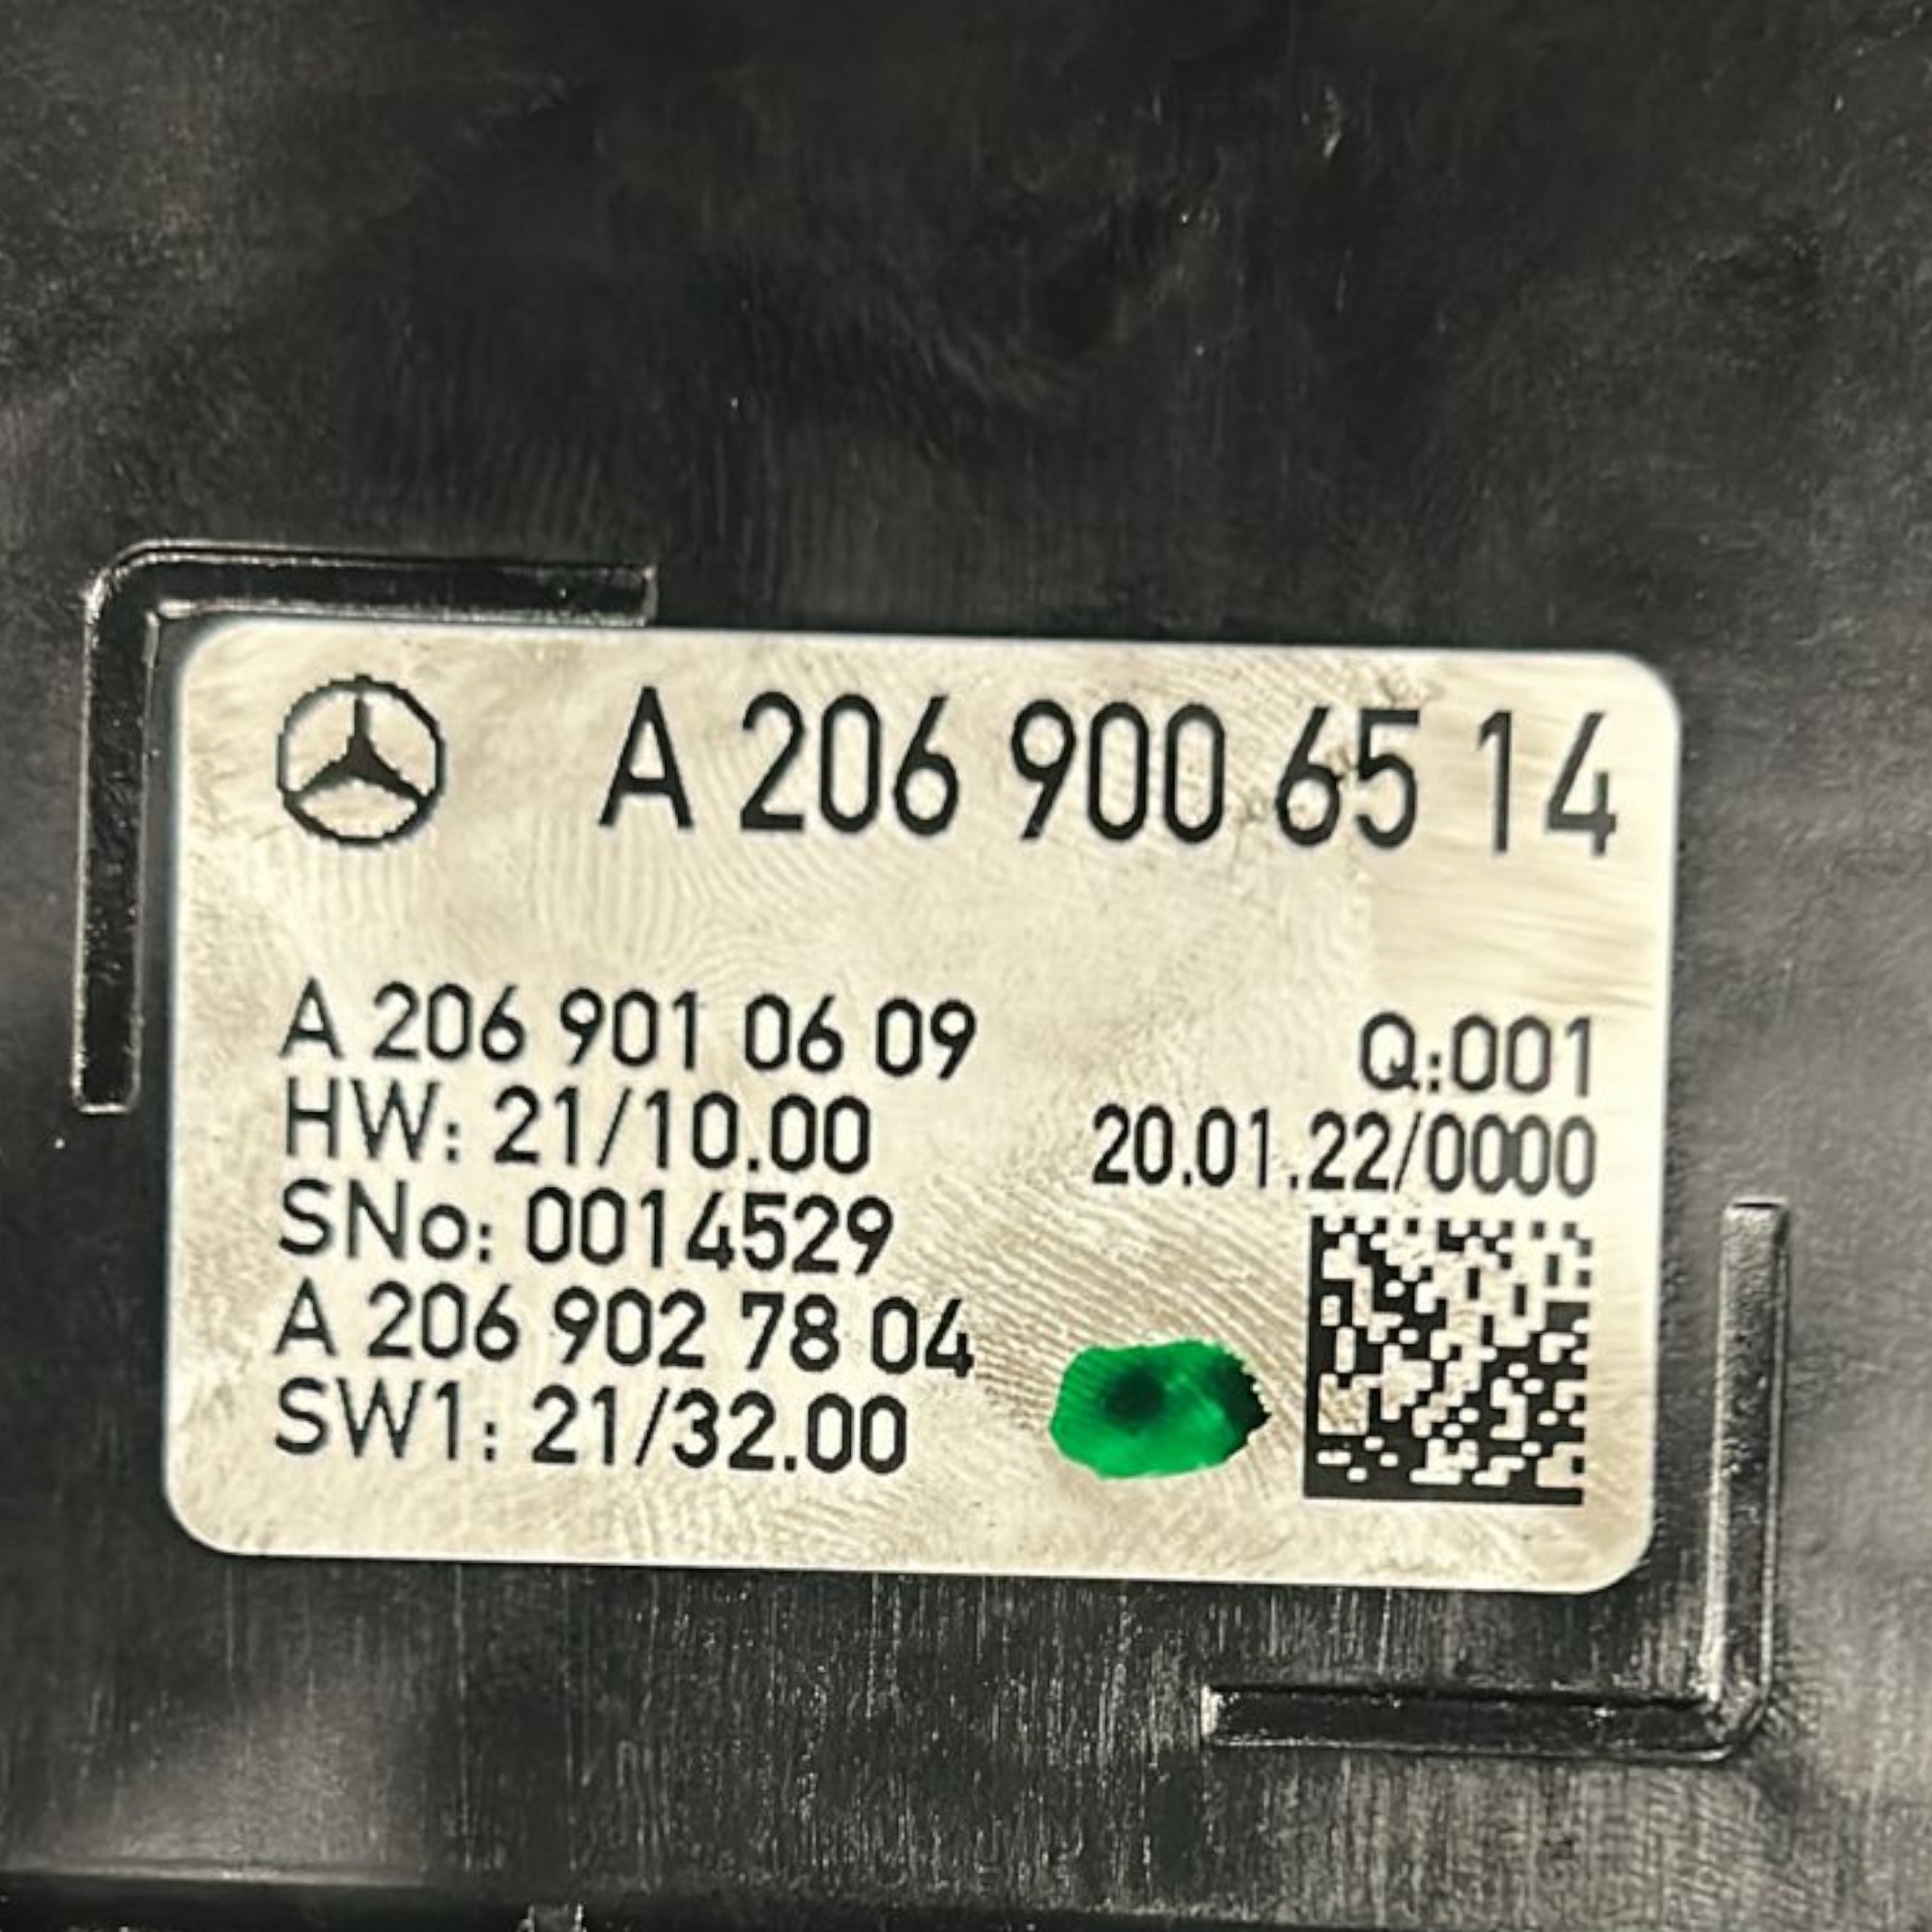 A 206 900 65 14
A 206 901 06 09
Q:001
HW: 21/10.00
20.01.22/0000
SNo: 0014529
A 206 902 78 04
SW1: 21/32.00